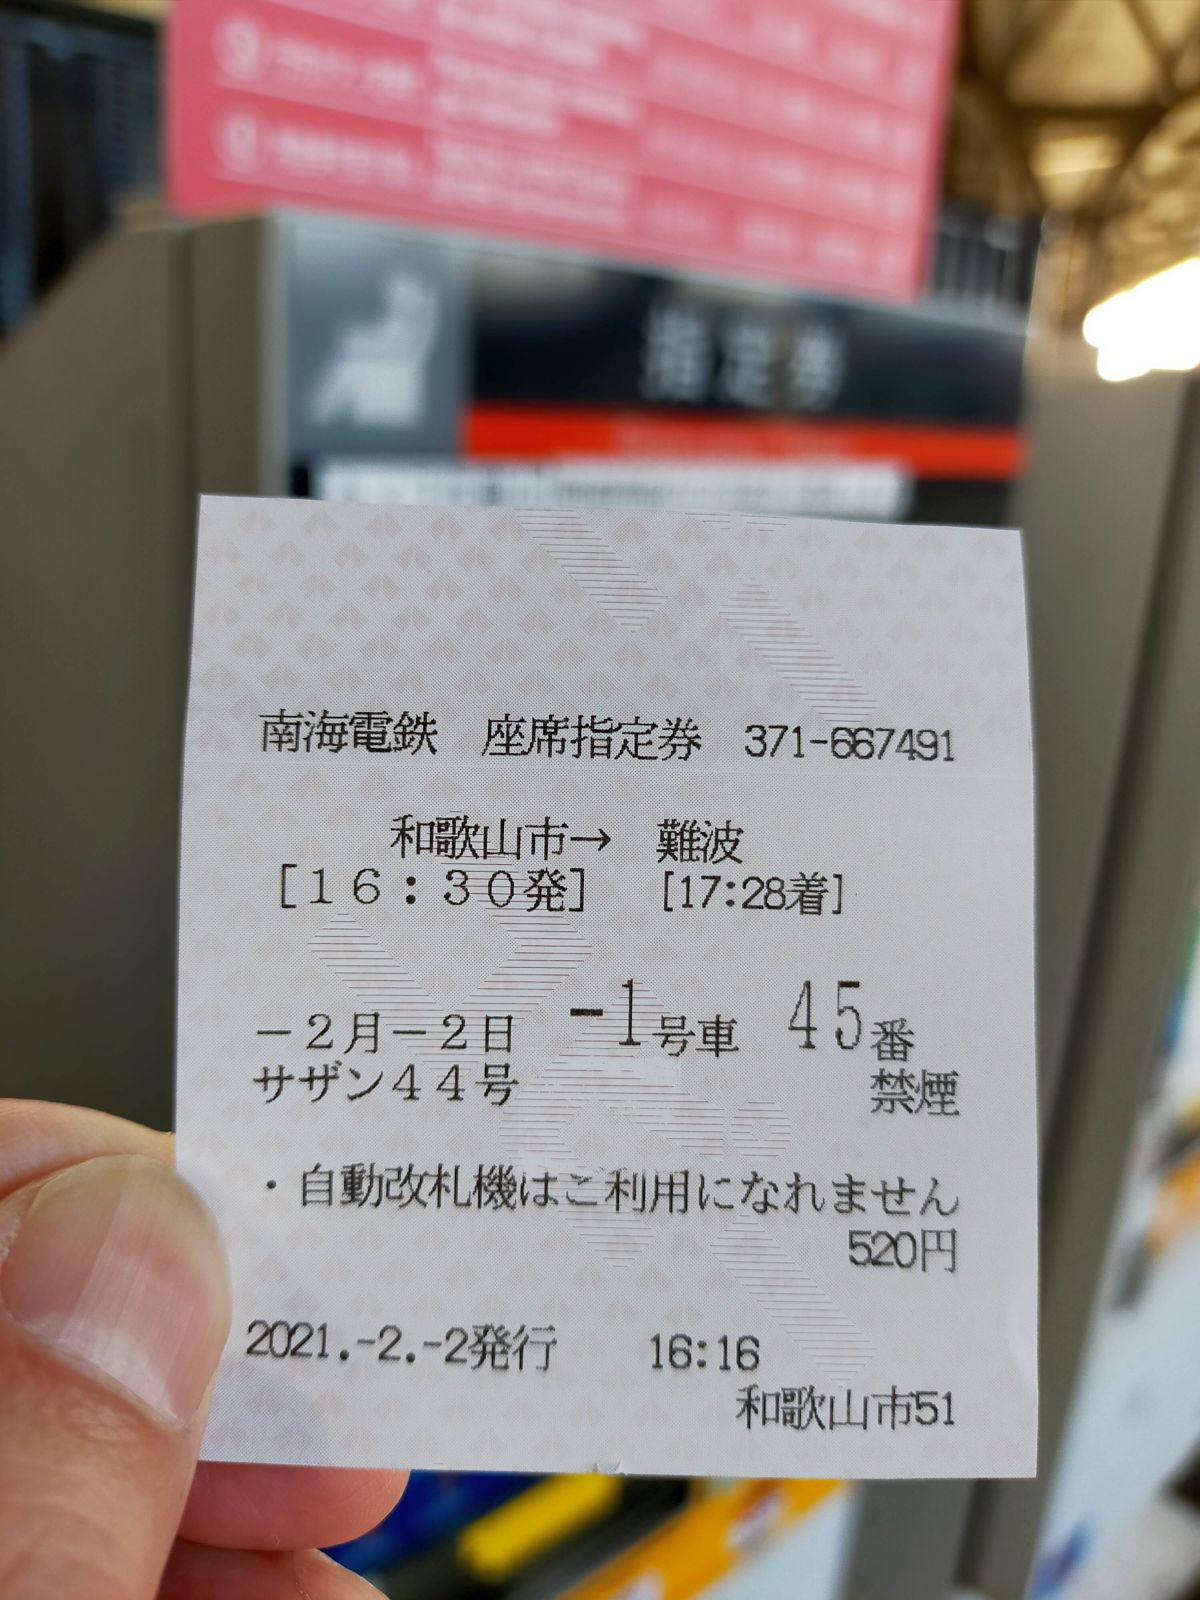 指定券
南海電鉄　座席指定券　371-667491
和歌山市→　難波
[１６：３０発]　[17:28着]
－２月－２日　-1号車　45番
サザン４４号　禁煙
・自動改札機はご利用になれません
520円
2021.-2.-2発行　16:16
和歌山市51